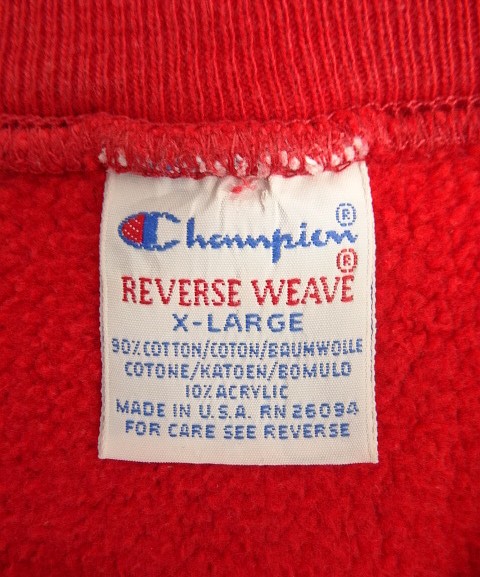 Champion®
REVERSE WEAVE®
X-LARGE
90% COTTON/COTON/BAUMWOLLE
COTONE/KATOEN/BOMULD
10% ACRYLIC
MADE IN U.S.A. RN 26094
FOR CARE SEE REVERSE